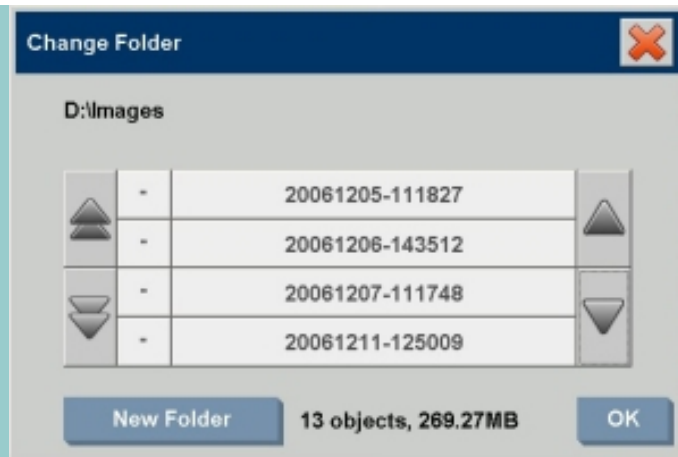 Change Folder
D:\Images
- 20061205-111827
- 20061206-143512
- 20061207-111748
- 20061211-125009
New Folder 13 objects, 269.27MB OK